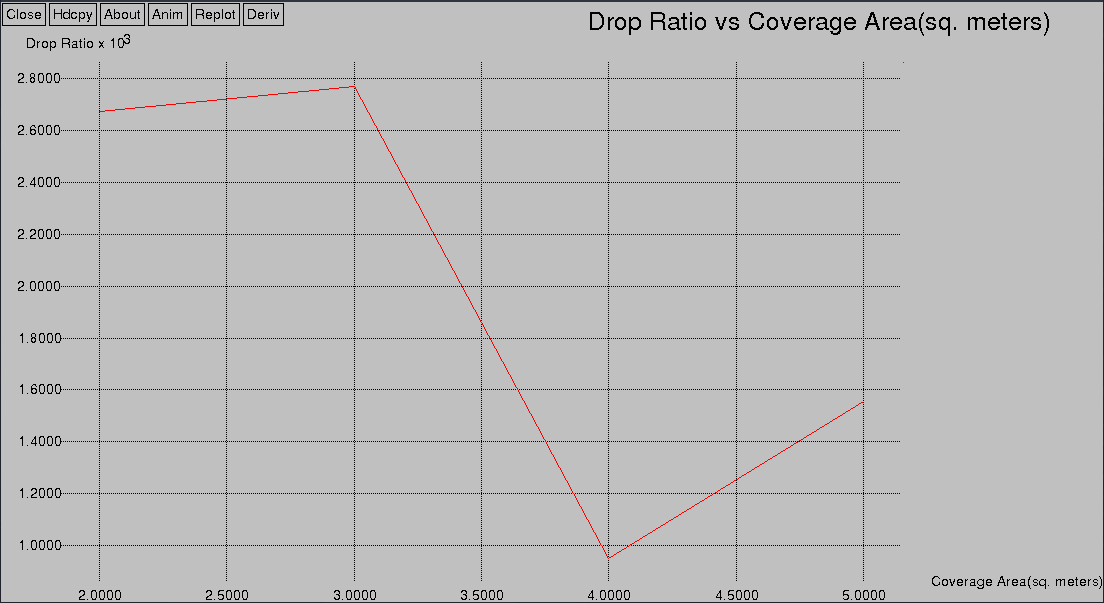 Close Hdcpy About Anim Replot Deriv
Drop Ratio vs Coverage Area(sq. meters)
Drop Ratio x 10³
2.8000
2.6000
2.4000
2.2000
2.0000
1.8000
1.6000
1.4000
1.2000
1.0000
Coverage Area(sq. meters)
2.0000 2.5000 3.0000 3.5000 4.0000 4.5000 5.0000